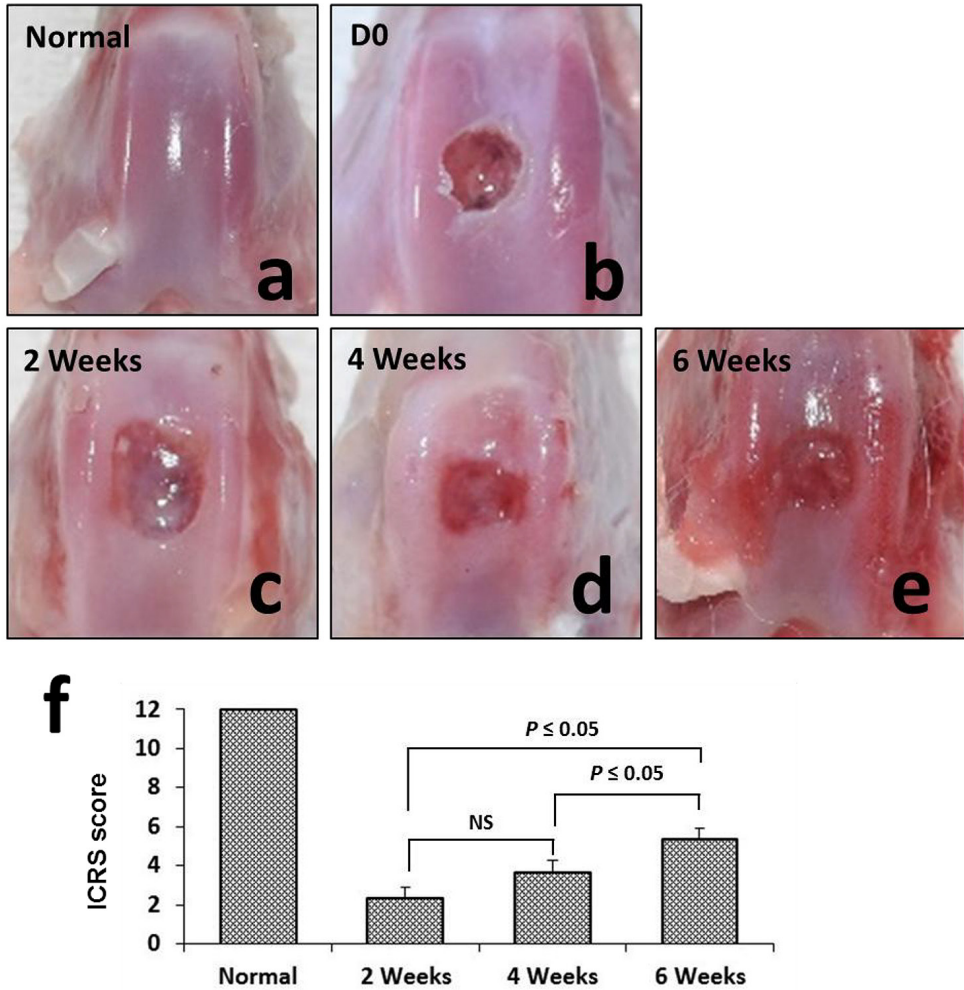 Normal
a
D0
b
2 Weeks
c
4 Weeks
d
6 Weeks
e
f
ICRS score
12
10
8
6
4
2
0
P ≤ 0.05
P ≤ 0.05
NS
Normal
2 Weeks
4 Weeks
6 Weeks